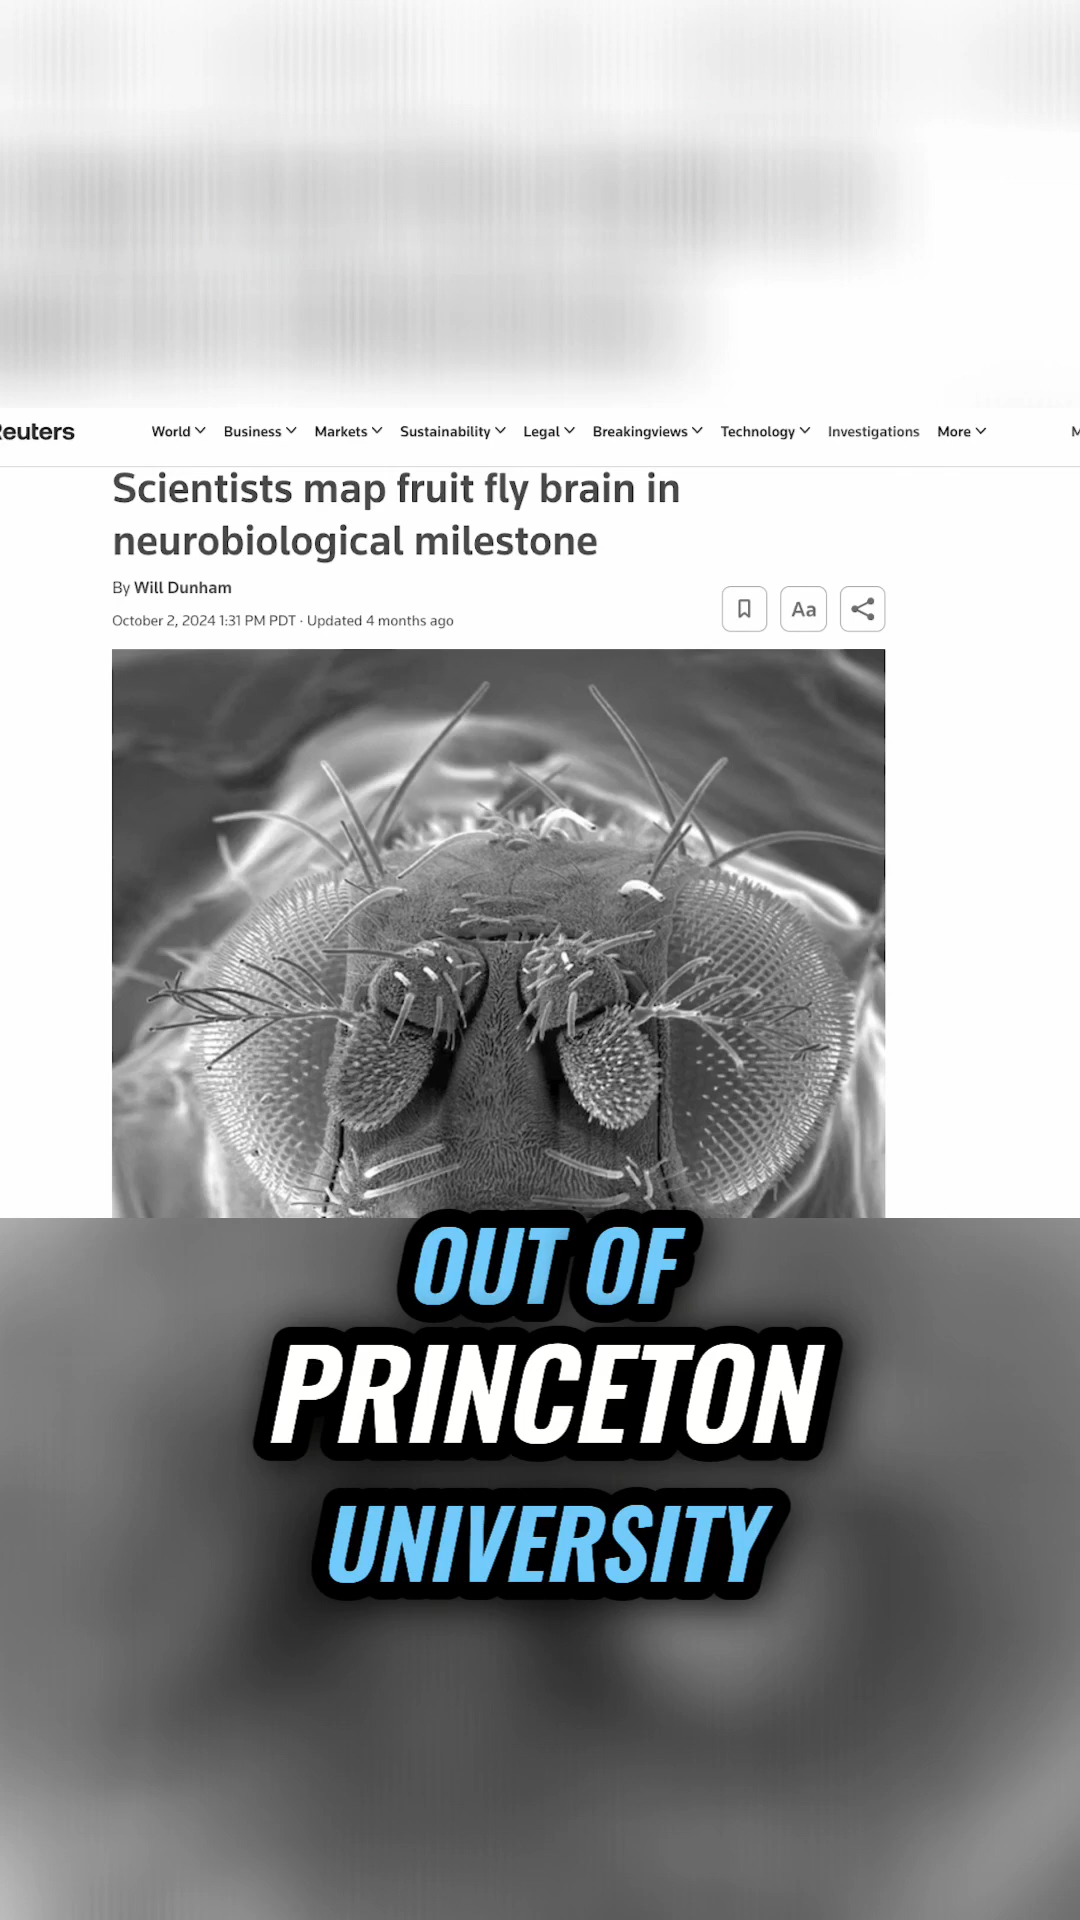 Reuters
World Business Markets Sustainability Legal Breakingviews Technology Investigations More M
Scientists map fruit fly brain in
neurobiological milestone
By Will Dunham
October 2, 2024 1:31 PM PDT · Updated 4 months ago
Aa
OUT OF
PRINCETON
UNIVERSITY